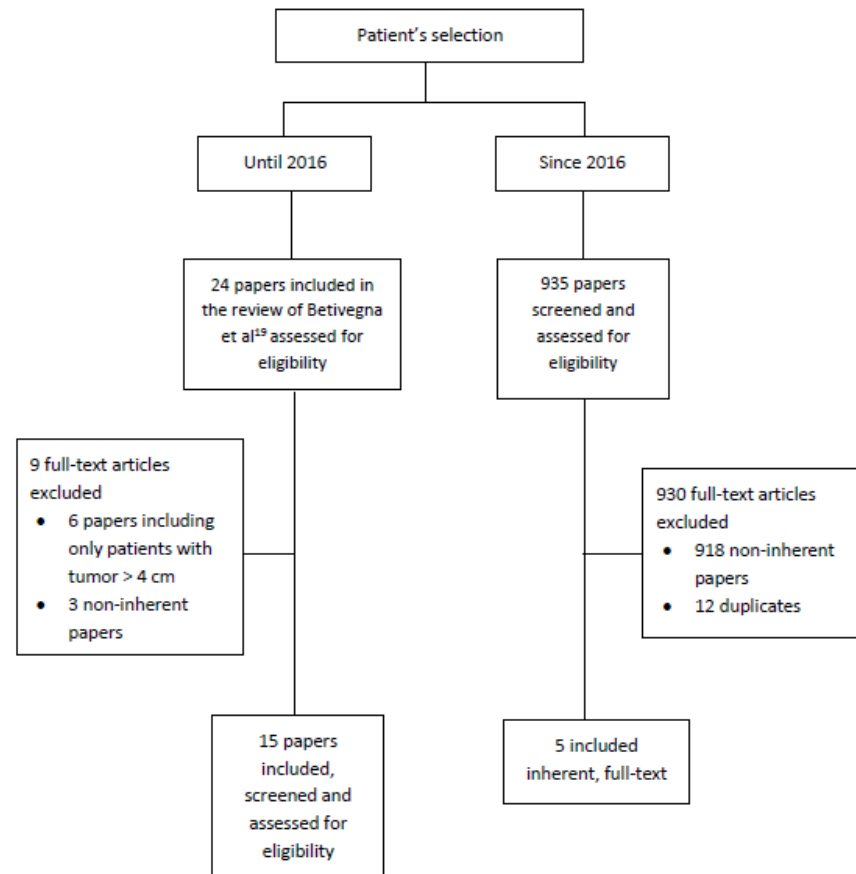 Patient's selection
Until 2016
Since 2016
24 papers included in
the review of Betivegna
et al19 assessed for
eligibility
935 papers
screened and
assessed for
eligibility
9 full-text articles
excluded
• 6 papers including
only patients with
tumor > 4 cm
• 3 non-inherent
papers
930 full-text articles
excluded
• 918 non-inherent
papers
• 12 duplicates
15 papers
included,
screened and
assessed for
eligibility
5 included
inherent, full-text